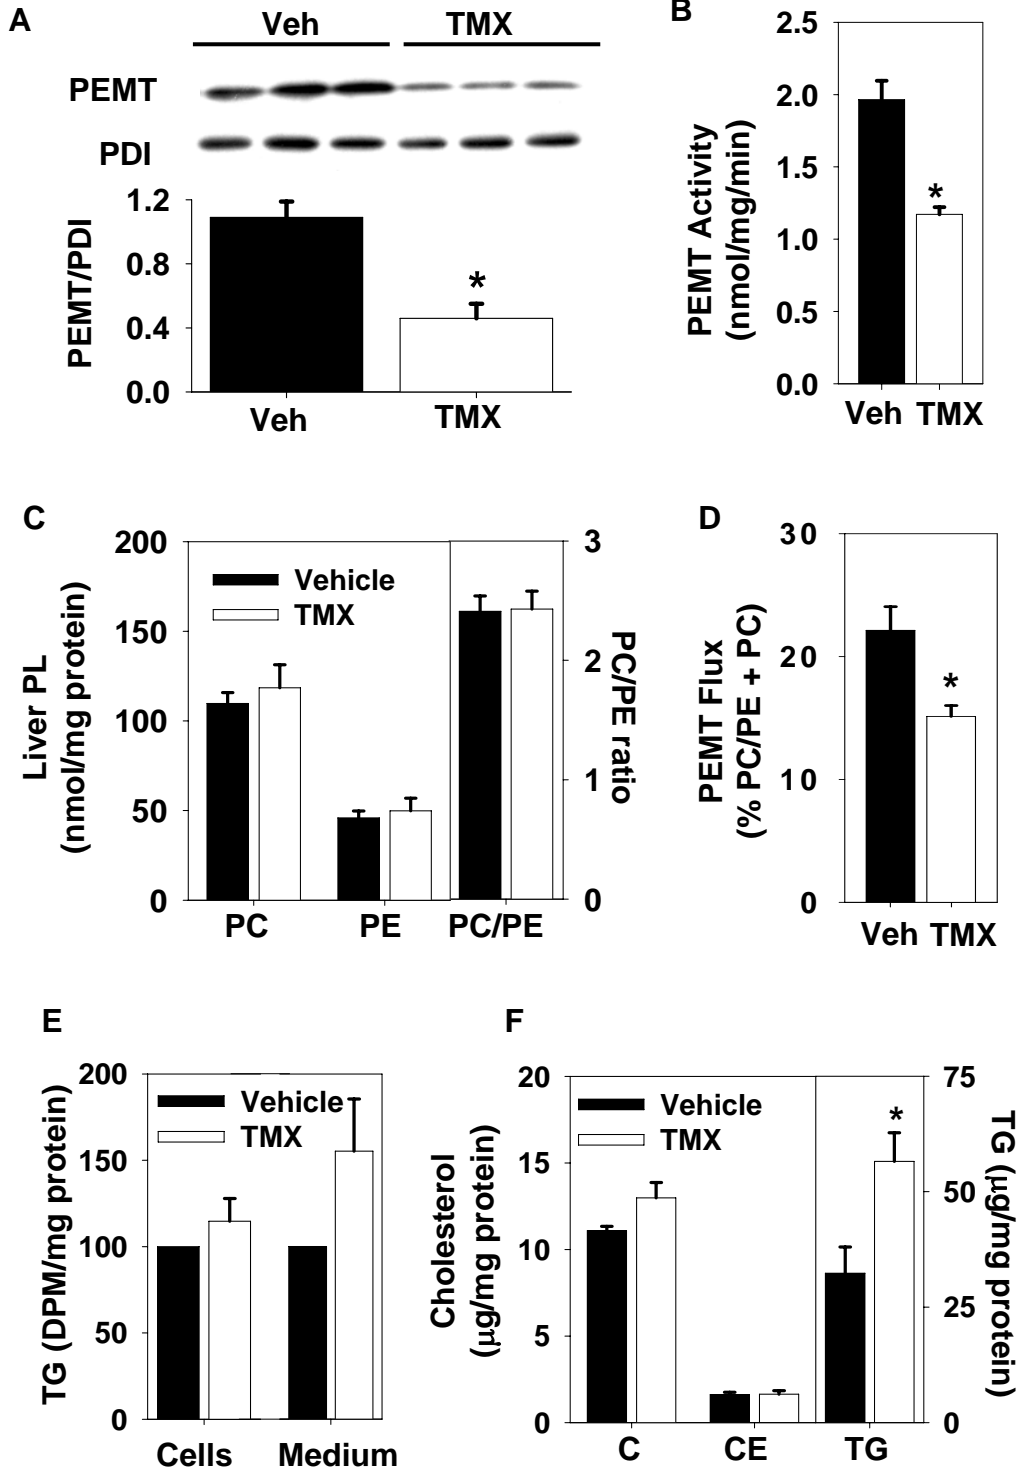 A
Veh TMX
PEMT
PDI
PEMT/PDI
1.2
0.8
0.4
0.0
*
Veh TMX
B
PEMT Activity
(nmol/mg/min)
2.5
2.0
1.5
1.0
0.5
0.0
*
Veh TMX
C
Liver PL
(nmol/mg protein)
200
150
100
50
0
Vehicle
TMX
3
2
1
0
PC/PE ratio
PC PE PC/PE
D
PEMT Flux
(% PC/PE + PC)
30
20
10
0
*
Veh TMX
E
TG (DPM/mg protein)
200
150
100
50
0
Vehicle
TMX
Cells Medium
F
Cholesterol
(μg/mg protein)
20
15
10
5
0
Vehicle
TMX
*
75
50
25
0
TG (μg/mg protein)
C CE TG